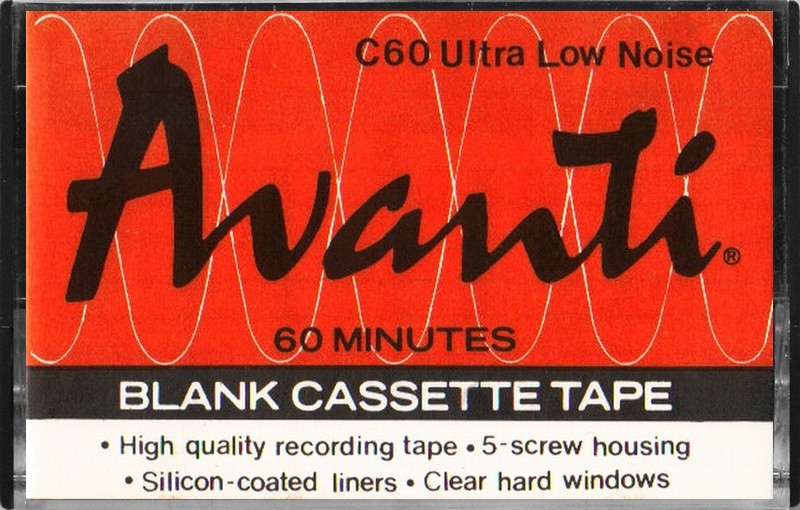 C60 Ultra Low Noise
Avanti®
60 MINUTES
BLANK CASSETTE TAPE
• High quality recording tape • 5-screw housing
• Silicon-coated liners • Clear hard windows